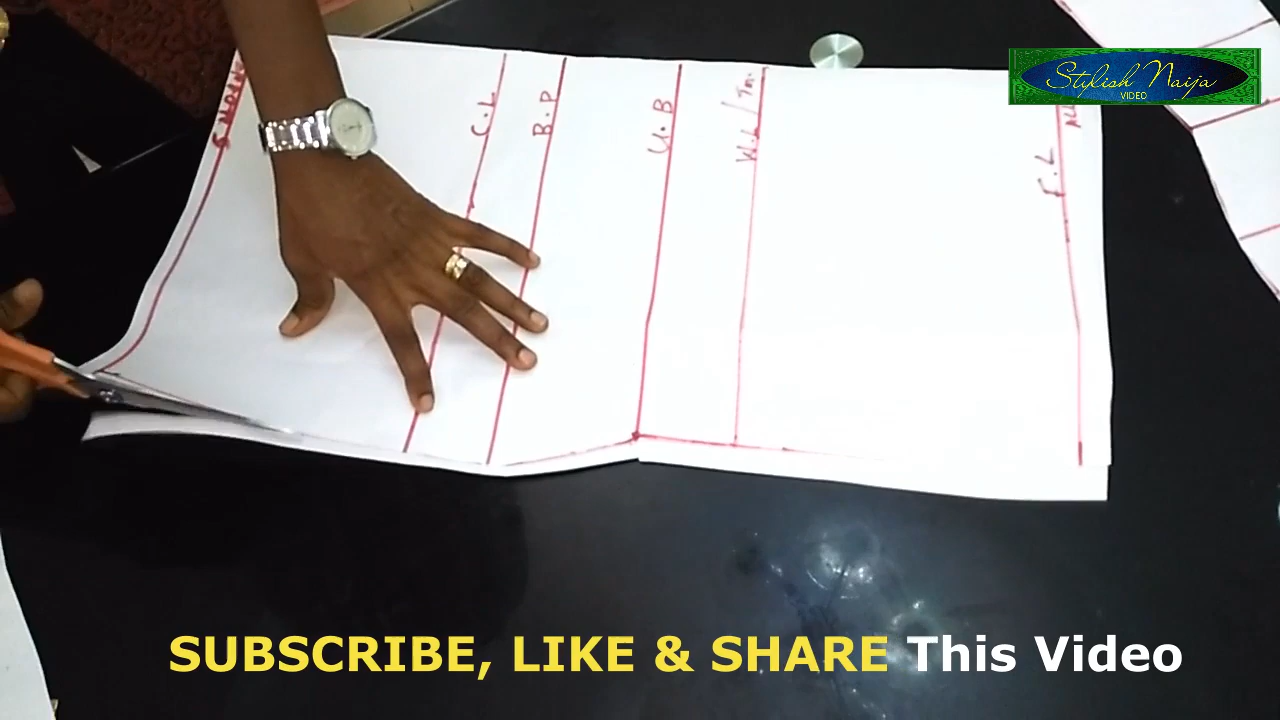 Stylish Naija
VIDEO
C.L
B.P
U.B
W.L /
F.L
SUBSCRIBE, LIKE & SHARE This Video